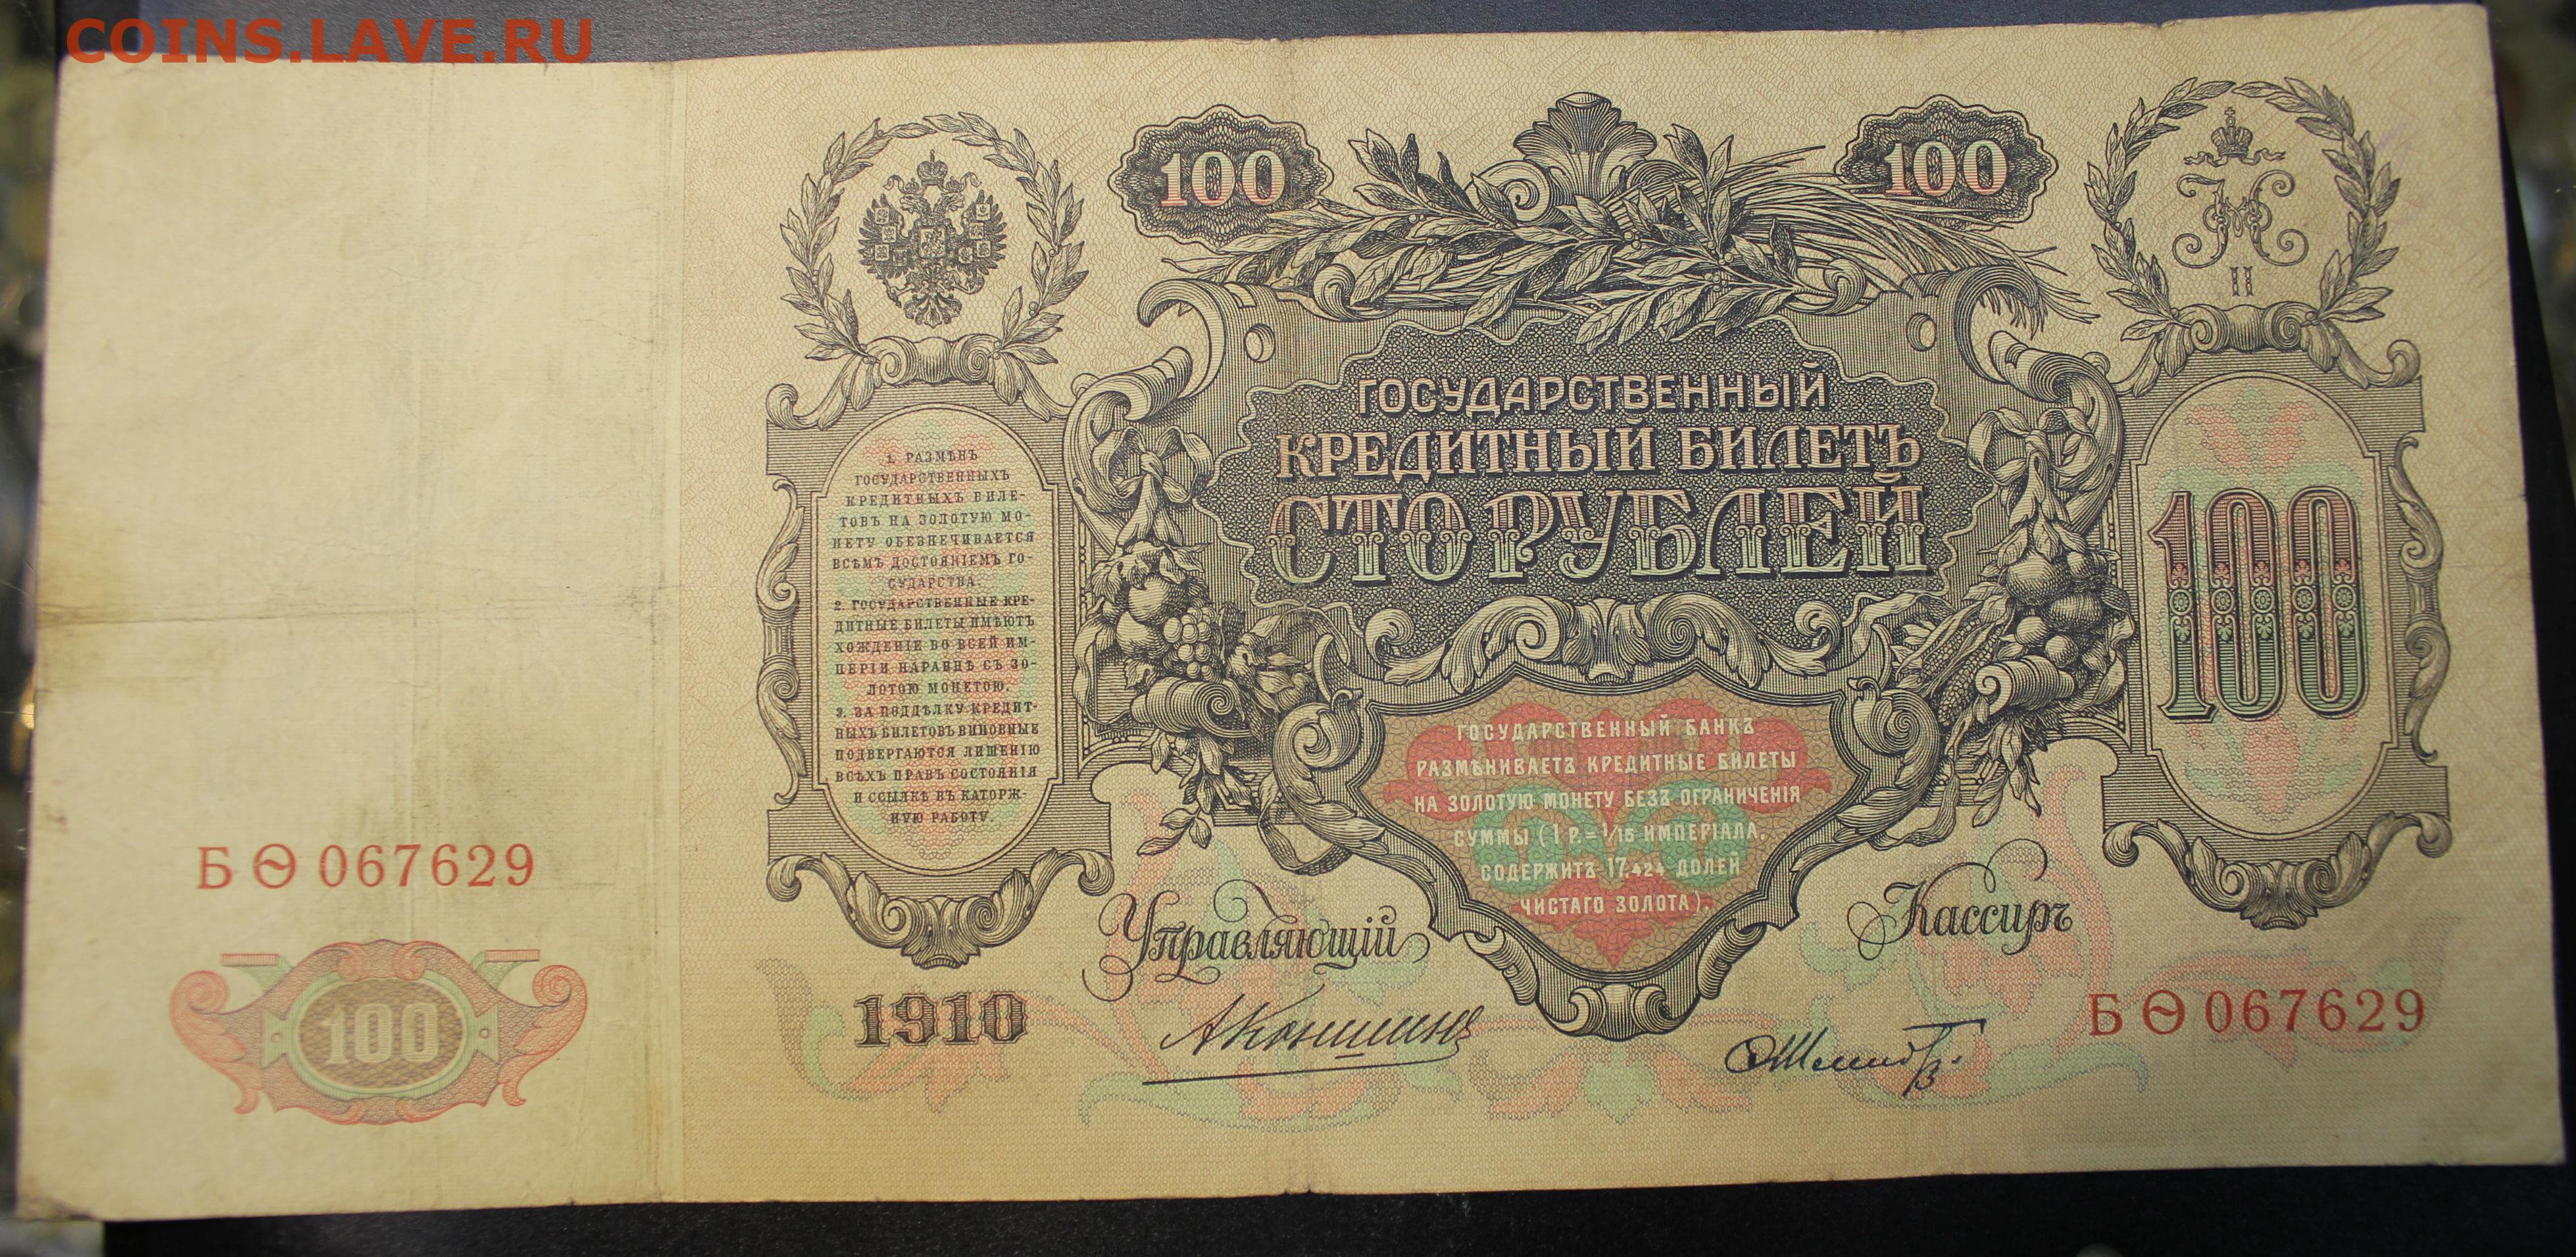 COINS.LAVE.RU
100
100
II
ГОСУДАРСТВЕННЫЙ
КРЕДИТНЫЙ БИЛЕТЪ
СТО РУБЛЕЙ
1. РАЗМѢНЪ
ГОСУДАРСТВЕННЫХЪ
КРЕДИТНЫХЪ БИЛЕ-
ТОВЪ НА ЗОЛОТУЮ МО-
НЕТУ ОБЕЗПЕЧИВАЕТСЯ
ВСѢМЪ ДОСТОЯНІЕМЪ ГО-
СУДАРСТВА.
2. ГОСУДАРСТВЕННЫЕ КРЕ-
ДИТНЫЕ БИЛЕТЫ ИМѢЮТЪ
ХОЖДЕНІЕ ВО ВСЕЙ ИМ-
ПЕРІИ НАРАВНѢ СЪ ЗО-
ЛОТОЮ МОНЕТОЮ.
3. ЗА ПОДДѢЛКУ КРЕДИТ-
НЫХЪ БИЛЕТОВЪ ВИНОВНЫЕ
ПОДВЕРГАЮТСЯ ЛИШЕНІЮ
ВСѢХЪ ПРАВЪ СОСТОЯНІЯ
И ССЫЛКѢ ВЪ КАТОРЖ-
НУЮ РАБОТУ.
100
ГОСУДАРСТВЕННЫЙ БАНКЪ
РАЗМѢНИВАЕТЪ КРЕДИТНЫЕ БИЛЕТЫ
НА ЗОЛОТУЮ МОНЕТУ БЕЗЪ ОГРАНИЧЕНІЯ
СУММЫ (1 Р. = 1/15 ИМПЕРІАЛА,
СОДЕРЖИТЪ 17,424 ДОЛЕЙ
ЧИСТАГО ЗОЛОТА).
БѲ 067629
100
Управляющій
Кассиръ
1910
АКоншинъ
БѲ 067629